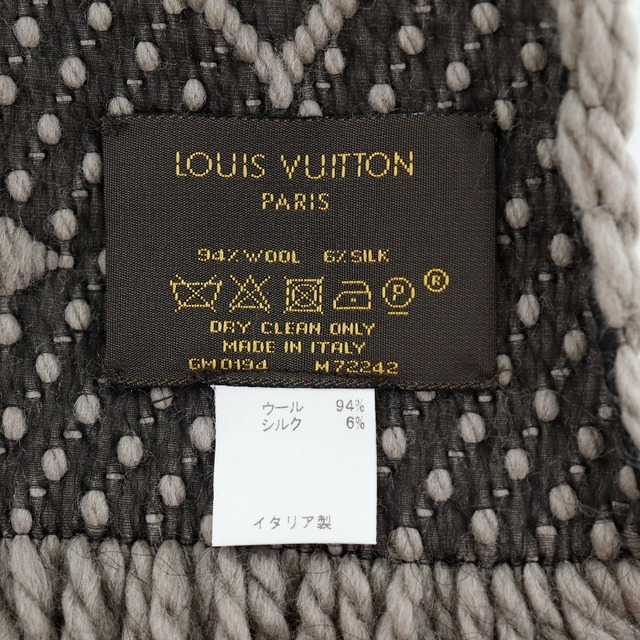 LOUIS VUITTON
PARIS
94% WOOL 6% SILK
P ®
DRY CLEAN ONLY
MADE IN ITALY
GM0194 M72242
ウール 94%
シルク 6%
イタリア製